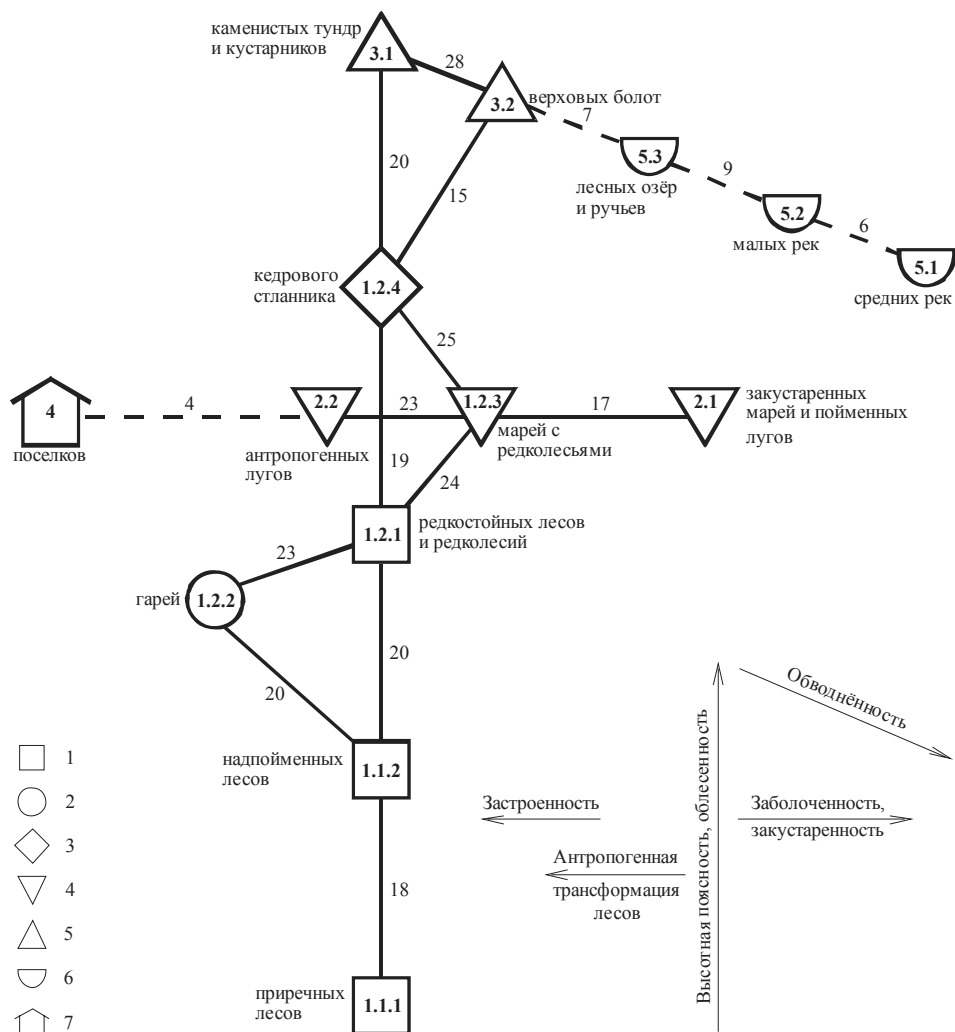 каменистых тундр
и кустарников
3.1
28
3.2
верховых болот
7
5.3
лесных озёр
и ручьев
9
5.2
малых рек
6
5.1
средних рек
20
15
кедрового
стланника
1.2.4
25
4
поселков
4
2.2
антропогенных
лугов
23
1.2.3
марей с
редколесьями
17
2.1
закустаренных
марей и пойменных
лугов
19
24
1.2.1
редкостойных лесов
и редколесий
23
гарей
1.2.2
20
20
надпойменных
лесов
1.1.2
18
приречных
лесов
1.1.1
1
2
3
4
5
6
7
Обводнённость
Высотная поясность, облесенность
Застроенность
Заболоченность,
закустаренность
Антропогенная
трансформация
лесов